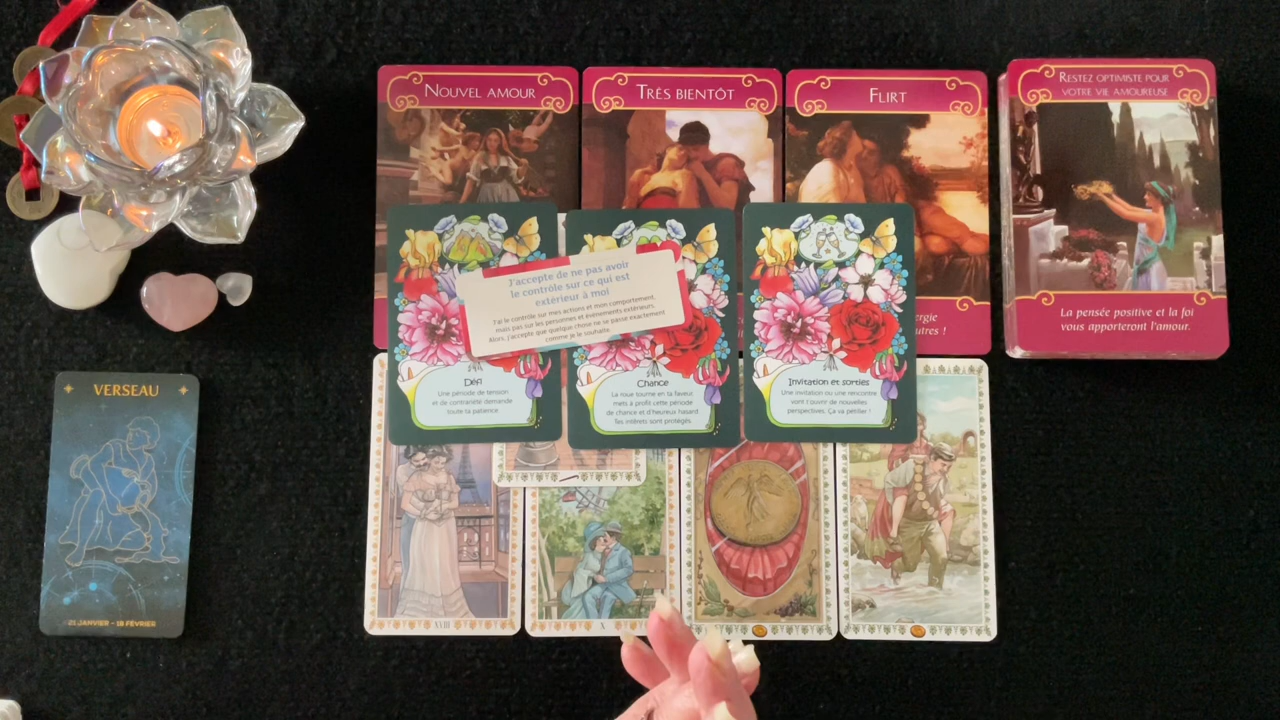 NOUVEL AMOUR
TRÈS BIENTÔT
FLIRT
RESTEZ OPTIMISTE POUR
VOTRE VIE AMOUREUSE
La pensée positive et la foi
vous apporteront l'amour.
ergie
utres !
J'accepte de ne pas avoir
le contrôle sur ce qui est
extérieur à moi
J'ai le contrôle sur mes actions et mon comportement,
mais pas sur les personnes et évènements extérieurs.
Alors, j'accepte que quelque chose ne se passe exactement
comme je le souhaite.
Défi
Une période de tension
et de contrariété demande
toute ta patience
Chance
La roue tourne en ta faveur,
mets à profit cette période
de chance et d'heureux hasard
Tes intérêts sont protégés.
Invitation et sorties
Une invitation ou une rencontre
vont t'ouvrir de nouvelles
perspectives. Ça va pétiller !
VERSEAU
21 JANVIER - 18 FÉVRIER
XVIII
X